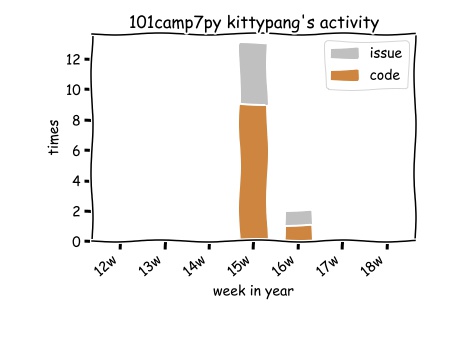 101camp7py kittypang's activity
issue
code
12
10
8
6
4
2
0
times
12w 13w 14w 15w 16w 17w 18w
week in year